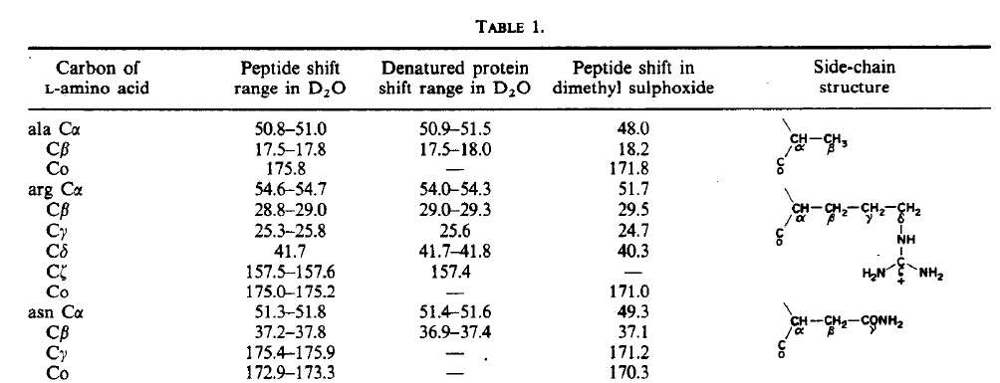 TABLE 1.
Carbon of L-amino acid Peptide shift range in D₂O Denatured protein shift range in D₂O Peptide shift in dimethyl sulphoxide Side-chain structure
ala Cα 50.8–51.0 50.9–51.5 48.0
Cβ 17.5–17.8 17.5–18.0 18.2
Co 175.8 — 171.8
CH–CH₃
α β
C
o
arg Cα 54.6–54.7 54.0–54.3 51.7
Cβ 28.8–29.0 29.0–29.3 29.5
Cγ 25.3–25.8 25.6 24.7
Cδ 41.7 41.7–41.8 40.3
Cζ 157.5–157.6 157.4 —
Co 175.0–175.2 — 171.0
CH–CH₂–CH₂–CH₂
α β γ δ
C
o
NH
C
H₂N ζ NH₂
+
asn Cα 51.3–51.8 51.4–51.6 49.3
Cβ 37.2–37.8 36.9–37.4 37.1
Cγ 175.4–175.9 — 171.2
Co 172.9–173.3 — 170.3
CH–CH₂–CONH₂
α β γ
C
o